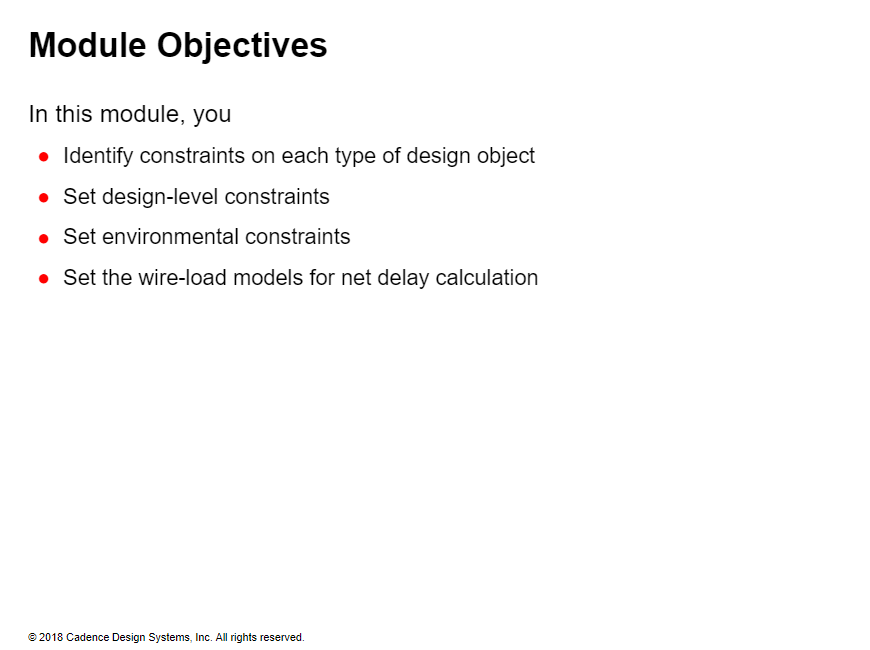 Module Objectives
In this module, you
● Identify constraints on each type of design object
● Set design-level constraints
● Set environmental constraints
● Set the wire-load models for net delay calculation
© 2018 Cadence Design Systems, Inc. All rights reserved.